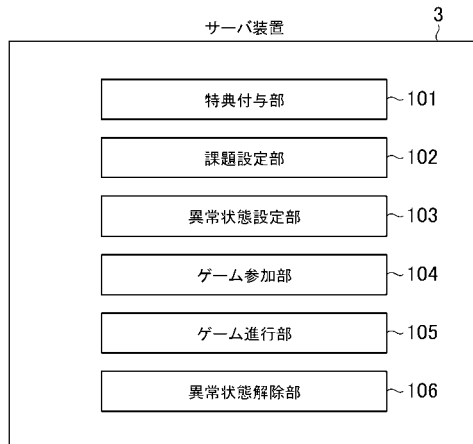 サーバ装置
3
特典付与部
101
課題設定部
102
異常状態設定部
103
ゲーム参加部
104
ゲーム進行部
105
異常状態解除部
106